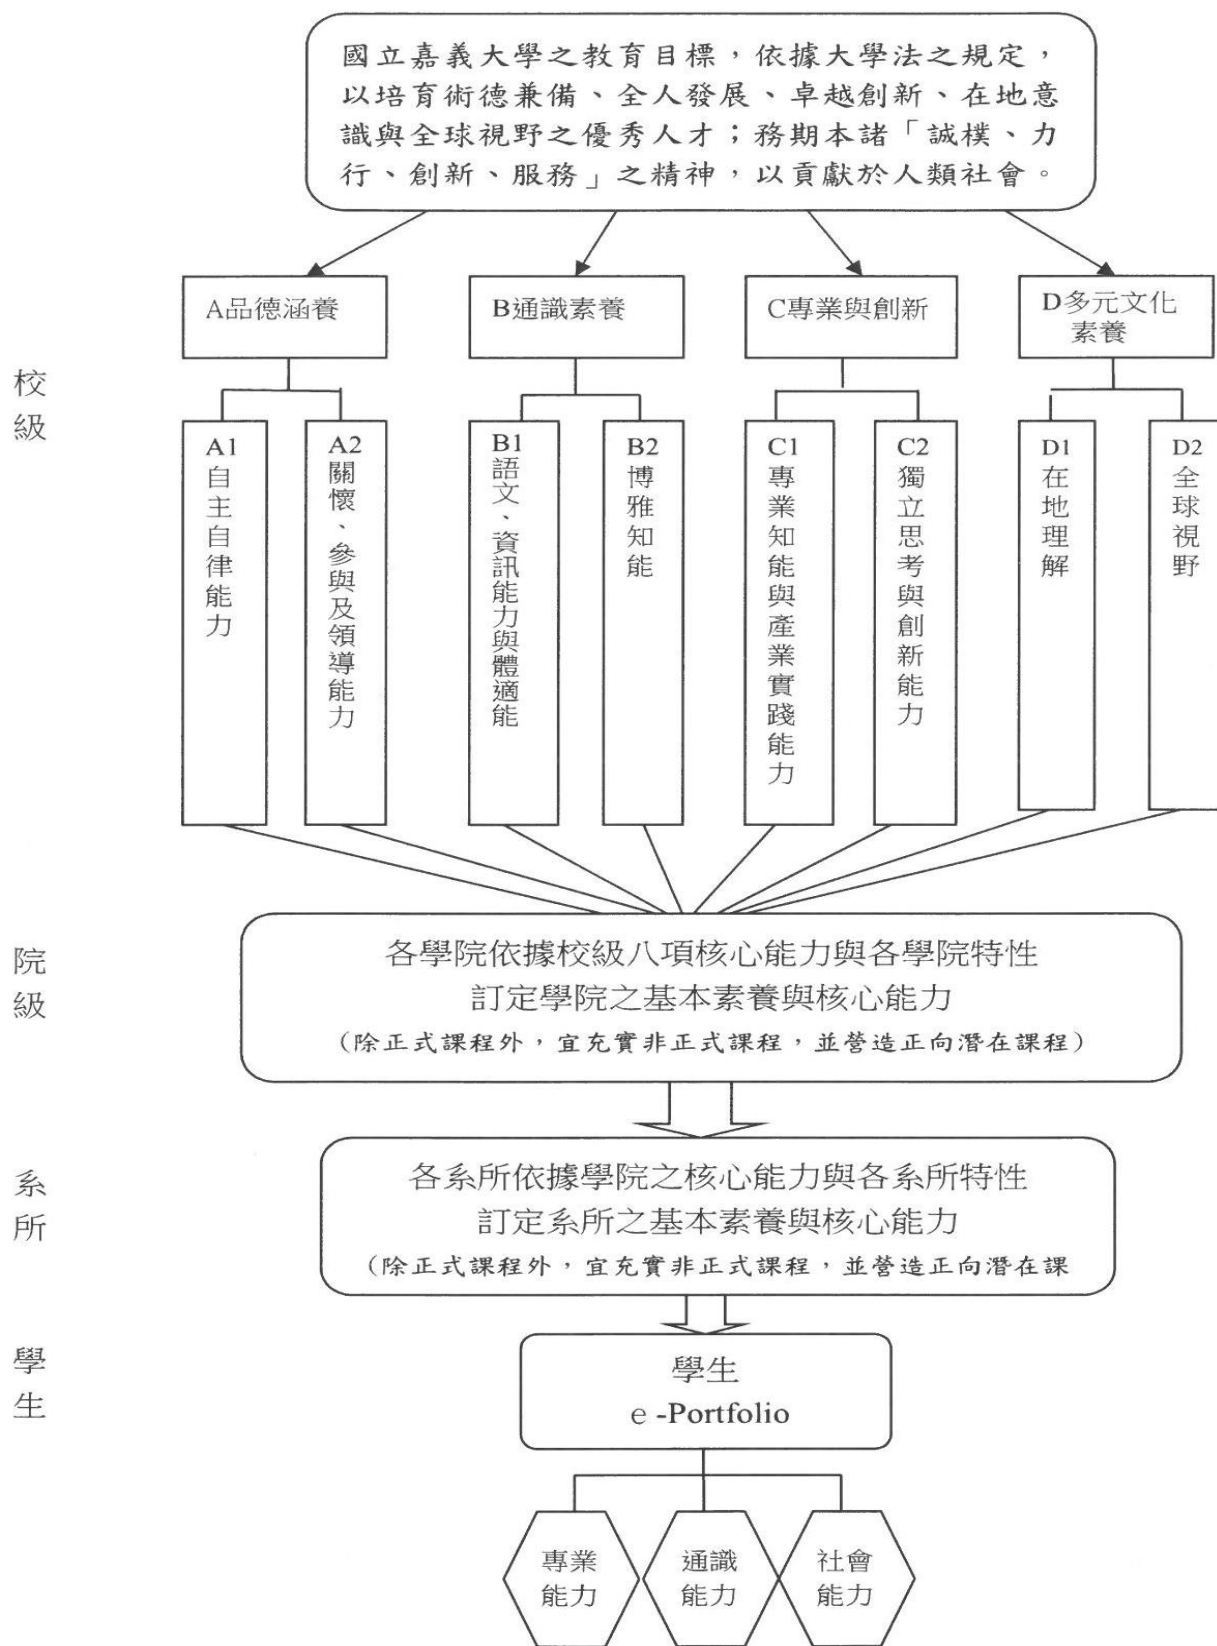 國立嘉義大學之教育目標，依據大學法之規定，
以培育術德兼備、全人發展、卓越創新、在地意
識與全球視野之優秀人才；務期本諸「誠樸、力
行、創新、服務」之精神，以貢獻於人類社會。
校級
A品德涵養
B通識素養
C專業與創新
D多元文化
素養
A1
自主自律能力
A2
關懷、參與及領導能力
B1
語文、資訊能力與體適能
B2
博雅知能
C1
專業知能與產業實踐能力
C2
獨立思考與創新能力
D1
在地理解
D2
全球視野
院級
各學院依據校級八項核心能力與各學院特性
訂定學院之基本素養與核心能力
（除正式課程外，宜充實非正式課程，並營造正向潛在課程）
系所
各系所依據學院之核心能力與各系所特性
訂定系所之基本素養與核心能力
（除正式課程外，宜充實非正式課程，並營造正向潛在課
學生
學生
e -Portfolio
專業
能力
通識
能力
社會
能力